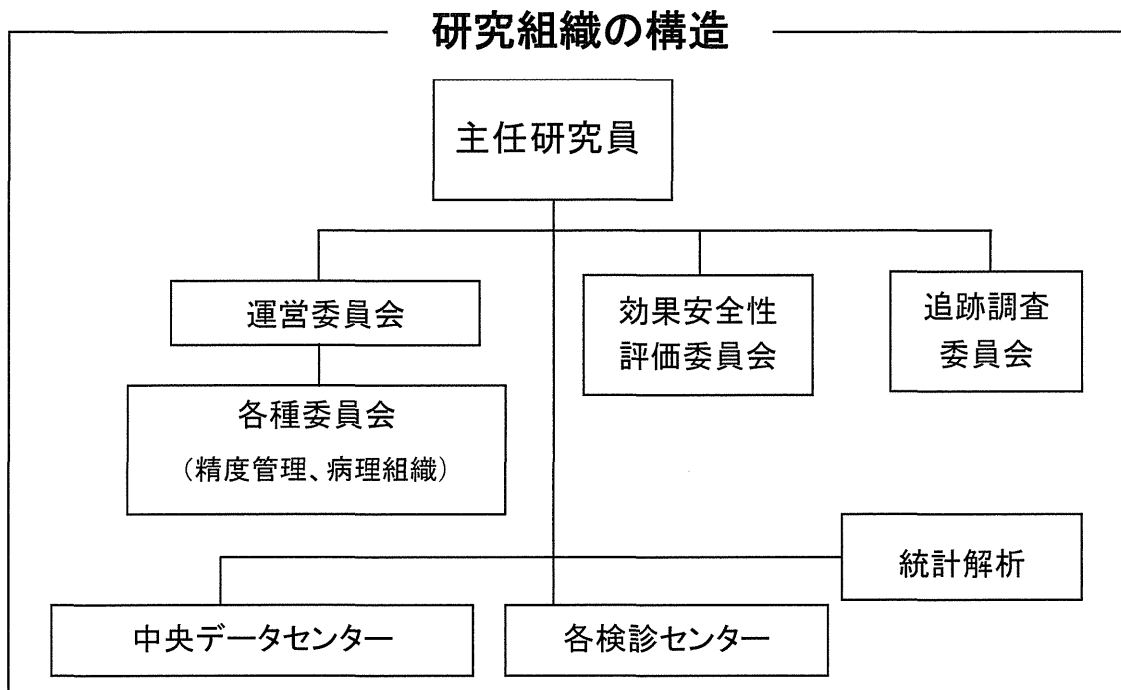 研究組織の構造
主任研究員
運営委員会
効果安全性
評価委員会
追跡調査
委員会
各種委員会
（精度管理、病理組織）
統計解析
中央データセンター
各検診センター